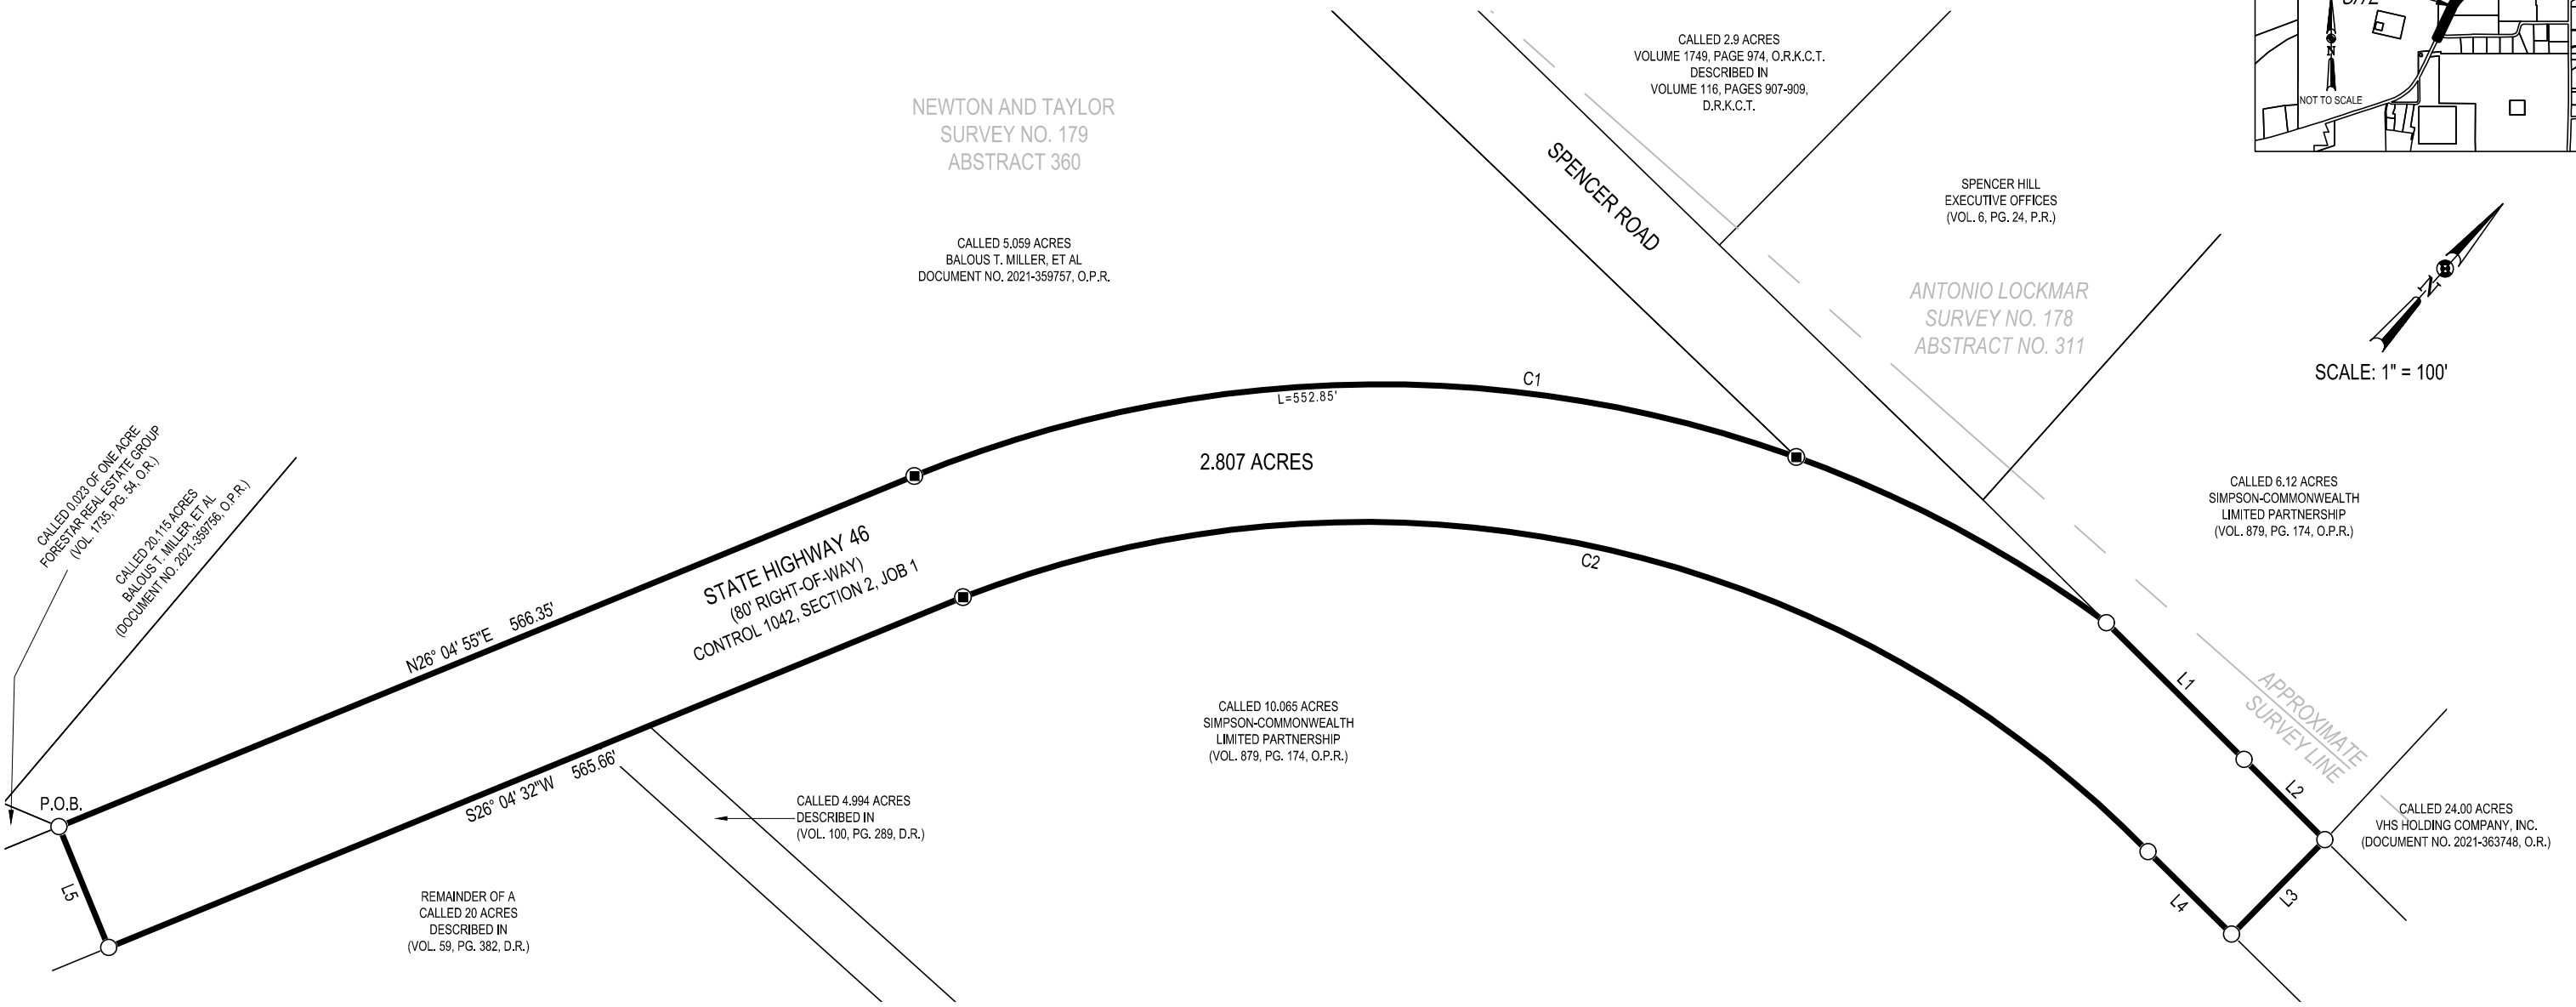 NOT TO SCALE
N
CALLED 2.9 ACRES
VOLUME 1749, PAGE 974, O.R.K.C.T.
DESCRIBED IN
VOLUME 116, PAGES 907-909,
D.R.K.C.T.
NEWTON AND TAYLOR
SURVEY NO. 179
ABSTRACT 360
SPENCER ROAD
SPENCER HILL
EXECUTIVE OFFICES
(VOL. 6, PG. 24, P.R.)
CALLED 5.059 ACRES
BALOUS T. MILLER, ET AL
DOCUMENT NO. 2021-359757, O.P.R.
ANTONIO LOCKMAR
SURVEY NO. 178
ABSTRACT NO. 311
N
SCALE: 1" = 100'
C1
L=552.85'
2.807 ACRES
CALLED 0.023 OF ONE ACRE
FORESTAR REAL ESTATE GROUP
(VOL. 1735, PG. 54, O.R.)
CALLED 20.115 ACRES
BALOUS T. MILLER, ET AL
(DOCUMENT NO. 2021-359756, O.P.R.)
CALLED 6.12 ACRES
SIMPSON-COMMONWEALTH
LIMITED PARTNERSHIP
(VOL. 879, PG. 174, O.P.R.)
STATE HIGHWAY 46
(80' RIGHT-OF-WAY)
CONTROL 1042, SECTION 2, JOB 1
C2
N26° 04' 55"E 566.35'
L1
APPROXIMATE
SURVEY LINE
CALLED 10.065 ACRES
SIMPSON-COMMONWEALTH
LIMITED PARTNERSHIP
(VOL. 879, PG. 174, O.P.R.)
S26° 04' 32"W 565.66'
L2
P.O.B.
CALLED 4.994 ACRES
DESCRIBED IN
(VOL. 100, PG. 289, D.R.)
CALLED 24.00 ACRES
VHS HOLDING COMPANY, INC.
(DOCUMENT NO. 2021-363748, O.R.)
L5
REMAINDER OF A
CALLED 20 ACRES
DESCRIBED IN
(VOL. 59, PG. 382, D.R.)
L4
L3